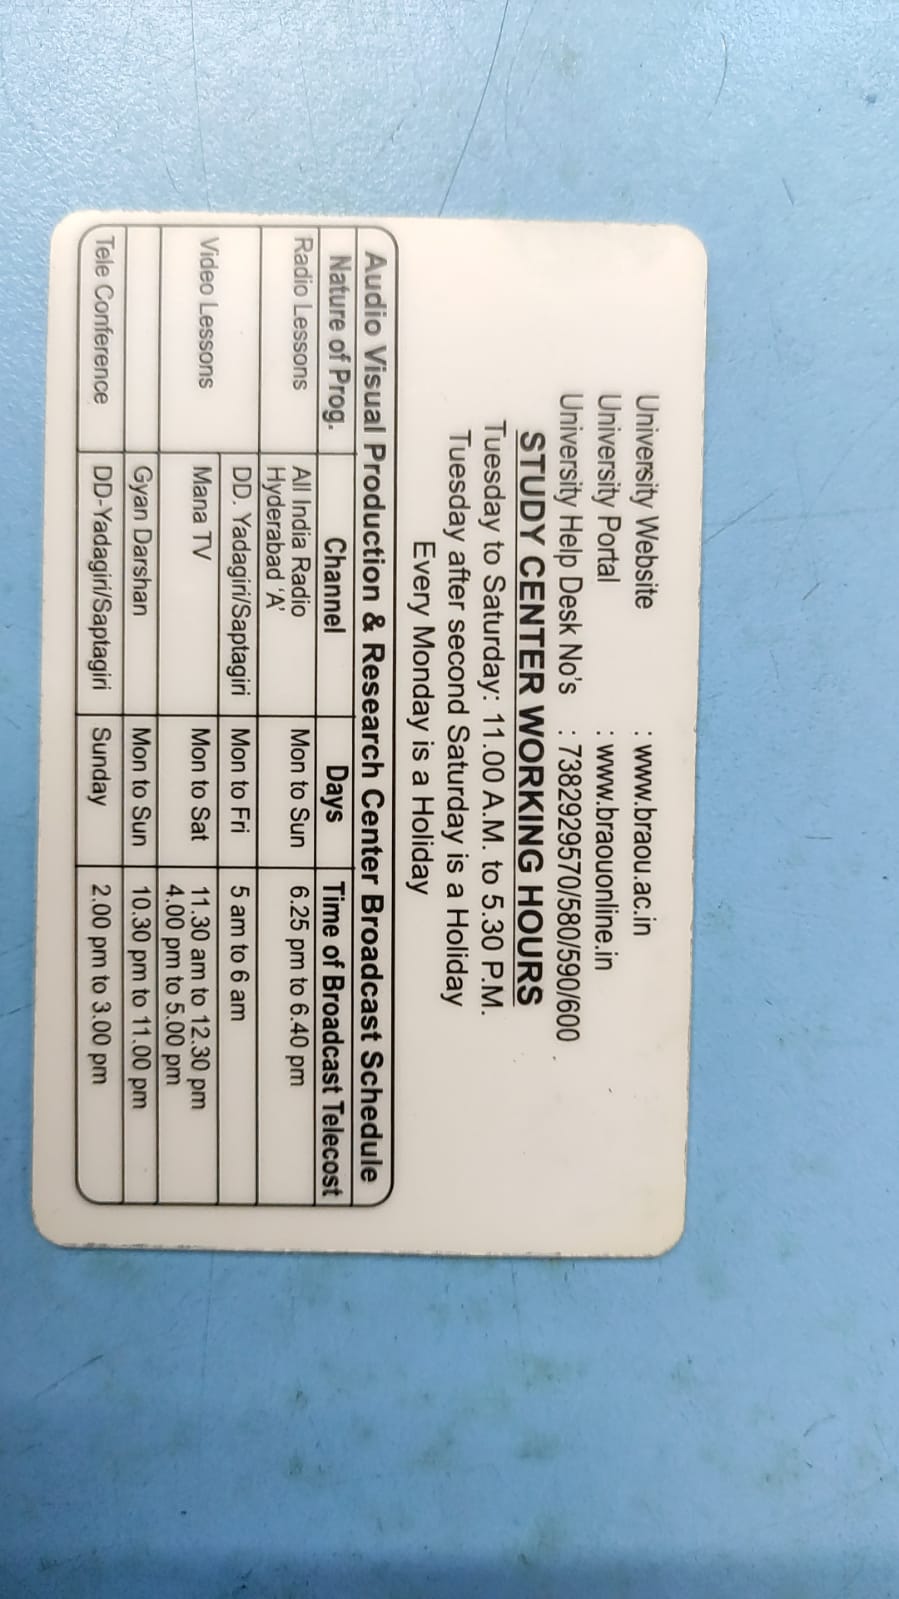 University Website : www.braou.ac.in
University Portal : www.braouonline.in
University Help Desk No's : 7382929570/580/590/600
STUDY CENTER WORKING HOURS
Tuesday to Saturday: 11.00 A.M. to 5.30 P.M.
Tuesday after second Saturday is a Holiday
Every Monday is a Holiday
Audio Visual Production & Research Center Broadcast Schedule
Nature of Prog. Channel Days Time of Broadcast Telecost
Radio Lessons All India Radio Mon to Sun 6.25 pm to 6.40 pm
Hyderabad 'A'
DD. Yadagiri/Saptagiri Mon to Fri 5 am to 6 am
Video Lessons Mana TV Mon to Sat 11.30 am to 12.30 pm
4.00 pm to 5.00 pm
Gyan Darshan Mon to Sun 10.30 pm to 11.00 pm
Tele Conference DD-Yadagiri/Saptagiri Sunday 2.00 pm to 3.00 pm